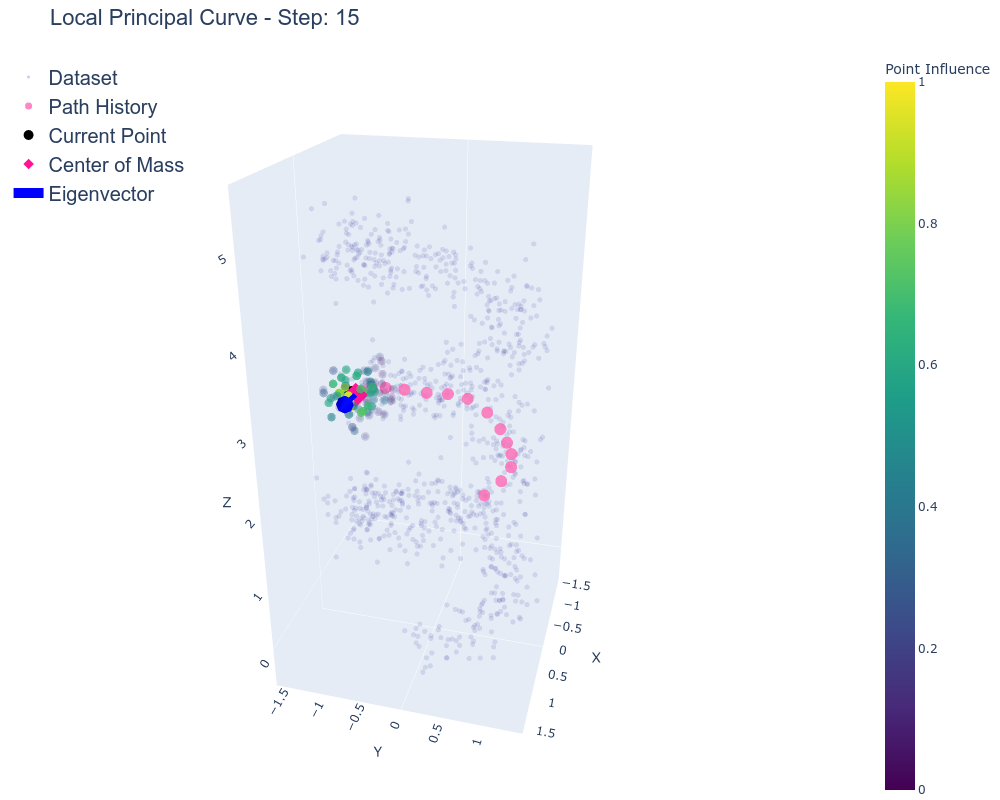 Local Principal Curve - Step: 15
Dataset
Path History
Current Point
Center of Mass
Eigenvector
Point Influence
1
0.8
0.6
0.4
0.2
0
5
4
3
2
1
0
Z
−1.5
−1
−0.5
0
0.5
1
Y
−1.5
−1
−0.5
0
0.5
1
1.5
X